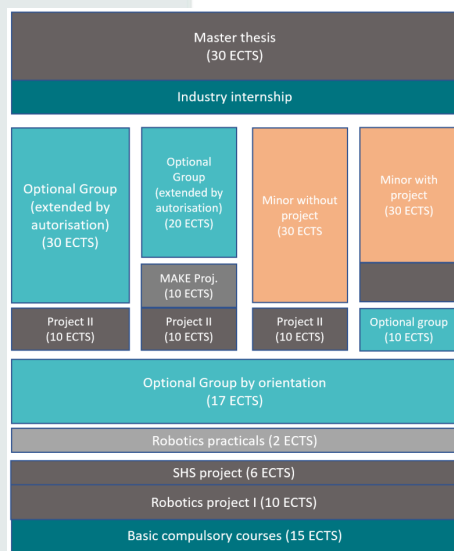 Master thesis
(30 ECTS)
Industry internship
Optional Group
(extended by
autorisation)
(30 ECTS)
Project II
(10 ECTS)
Optional
Group
(extended by
autorisation)
(20 ECTS)
MAKE Proj.
(10 ECTS)
Project II
(10 ECTS)
Minor without
project
(30 ECTS
Project II
(10 ECTS)
Minor with
project
(30 ECTS)
Optional group
(10 ECTS)
Optional Group by orientation
(17 ECTS)
Robotics practicals (2 ECTS)
SHS project (6 ECTS)
Robotics project I (10 ECTS)
Basic compulsory courses (15 ECTS)